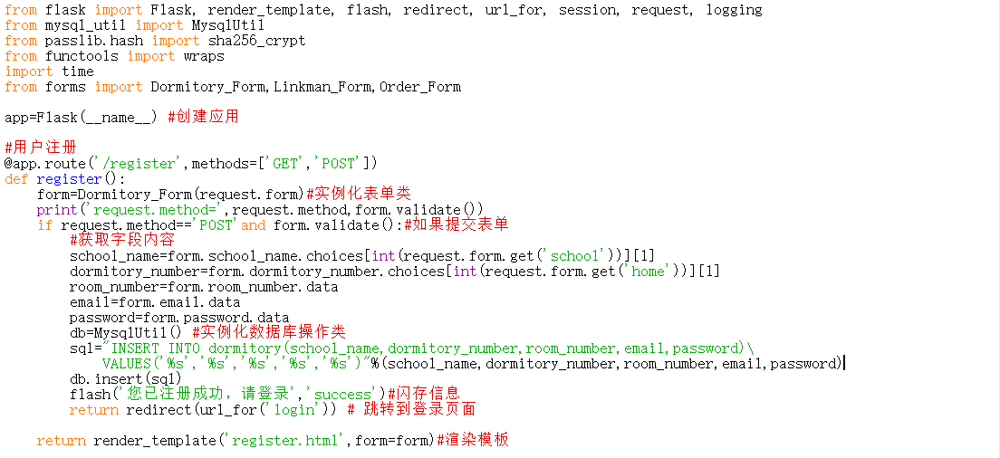 from flask import Flask, render_template, flash, redirect, url_for, session, request, logging
from mysql_util import MysqlUtil
from passlib.hash import sha256_crypt
from functools import wraps
import time
from forms import Dormitory_Form,Linkman_Form,Order_Form
app=Flask(__name__) #创建应用
#用户注册
@app.route('/register',methods=['GET','POST'])
def register():
    form=Dormitory_Form(request.form)#实例化表单类
    print('request.method=',request.method,form.validate())
    if request.method=='POST'and form.validate():#如果提交表单
        #获取字段内容
        school_name=form.school_name.choices[int(request.form.get('school'))][1]
        dormitory_number=form.dormitory_number.choices[int(request.form.get('home'))][1]
        room_number=form.room_number.data
        email=form.email.data
        password=form.password.data
        db=MysqlUtil() #实例化数据库操作类
        sql="INSERT INTO dormitory(school_name,dormitory_number,room_number,email,password)\
            VALUES('%s','%s','%s','%s','%s')"%(school_name,dormitory_number,room_number,email,password)
        db.insert(sql)
        flash('您已注册成功，请登录','success')#闪存信息
        return redirect(url_for('login')) # 跳转到登录页面
    return render_template('register.html',form=form)#渲染模板